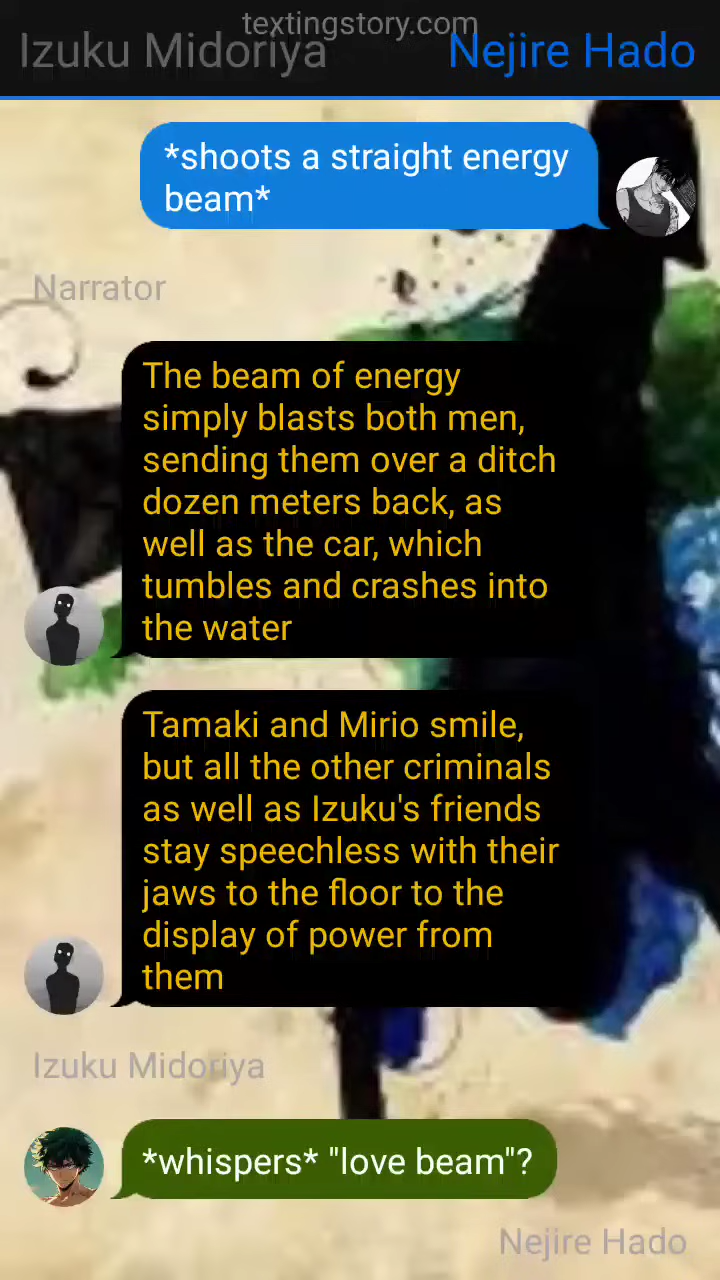 textingstory.com
Izuku Midoriya
Nejire Hado
*shoots a straight energy
beam*
Narrator
The beam of energy
simply blasts both men,
sending them over a ditch
dozen meters back, as
well as the car, which
tumbles and crashes into
the water
Tamaki and Mirio smile,
but all the other criminals
as well as Izuku's friends
stay speechless with their
jaws to the floor to the
display of power from
them
Izuku Midoriya
*whispers* "love beam"?
Nejire Hado